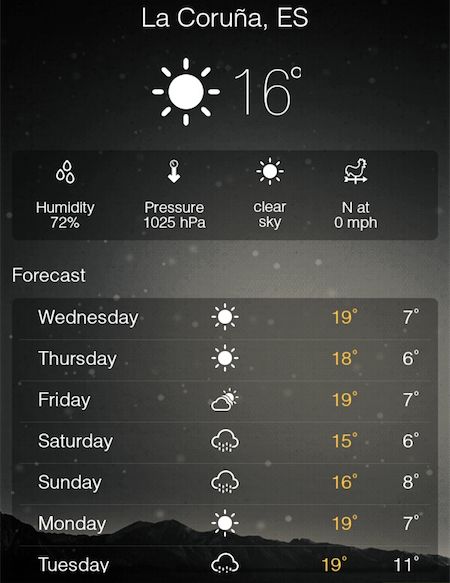 La Coruña, ES
16°
Humidity
72%
Pressure
1025 hPa
clear
sky
N at
0 mph
Forecast
Wednesday 19° 7°
Thursday 18° 6°
Friday 19° 7°
Saturday 15° 6°
Sunday 16° 8°
Monday 19° 7°
Tuesday 19° 11°